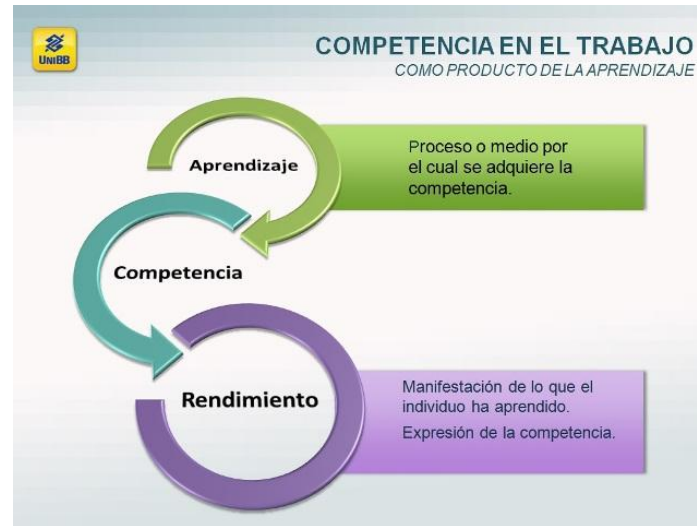 UNIBB
COMPETENCIA EN EL TRABAJO
COMO PRODUCTO DE LA APRENDIZAJE
Aprendizaje
Proceso o medio por
el cual se adquiere la
competencia.
Competencia
Rendimiento
Manifestación de lo que el
individuo ha aprendido.
Expresión de la competencia.